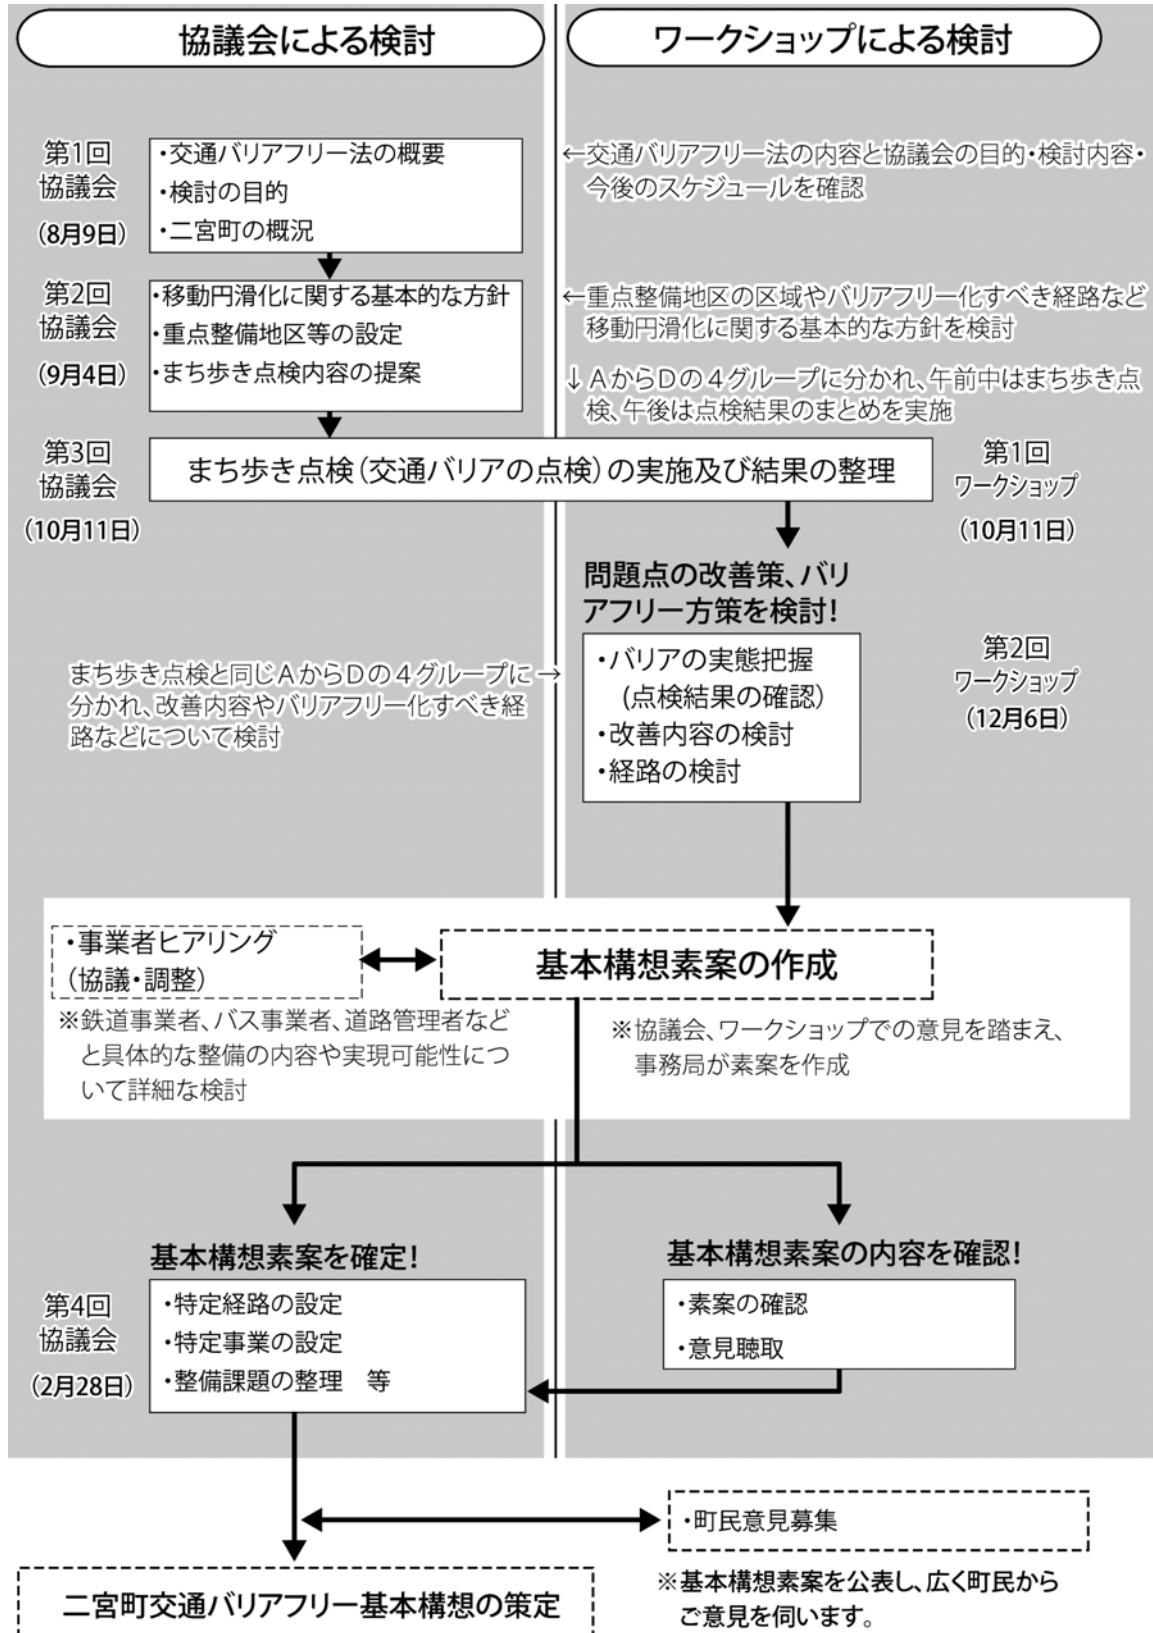 協議会による検討
ワークショップによる検討
第1回
協議会
(8月9日)
・交通バリアフリー法の概要
・検討の目的
・二宮町の概況
←交通バリアフリー法の内容と協議会の目的・検討内容・
今後のスケジュールを確認
第2回
協議会
(9月4日)
・移動円滑化に関する基本的な方針
・重点整備地区等の設定
・まち歩き点検内容の提案
←重点整備地区の区域やバリアフリー化すべき経路など
移動円滑化に関する基本的な方針を検討
↓AからDの4グループに分かれ、午前中はまち歩き点
検、午後は点検結果のまとめを実施
第3回
協議会
(10月11日)
まち歩き点検(交通バリアの点検)の実施及び結果の整理
第1回
ワークショップ
(10月11日)
問題点の改善策、バリ
アフリー方策を検討!
まち歩き点検と同じAからDの4グループに→
分かれ、改善内容やバリアフリー化すべき経
路などについて検討
・バリアの実態把握
(点検結果の確認)
・改善内容の検討
・経路の検討
第2回
ワークショップ
(12月6日)
・事業者ヒアリング
(協議・調整)
基本構想素案の作成
※鉄道事業者、バス事業者、道路管理者など
と具体的な整備の内容や実現可能性につ
いて詳細な検討
※協議会、ワークショップでの意見を踏まえ、
事務局が素案を作成
基本構想素案を確定!
第4回
協議会
(2月28日)
・特定経路の設定
・特定事業の設定
・整備課題の整理 等
基本構想素案の内容を確認!
・素案の確認
・意見聴取
・町民意見募集
※基本構想素案を公表し、広く町民から
ご意見を伺います。
二宮町交通バリアフリー基本構想の策定